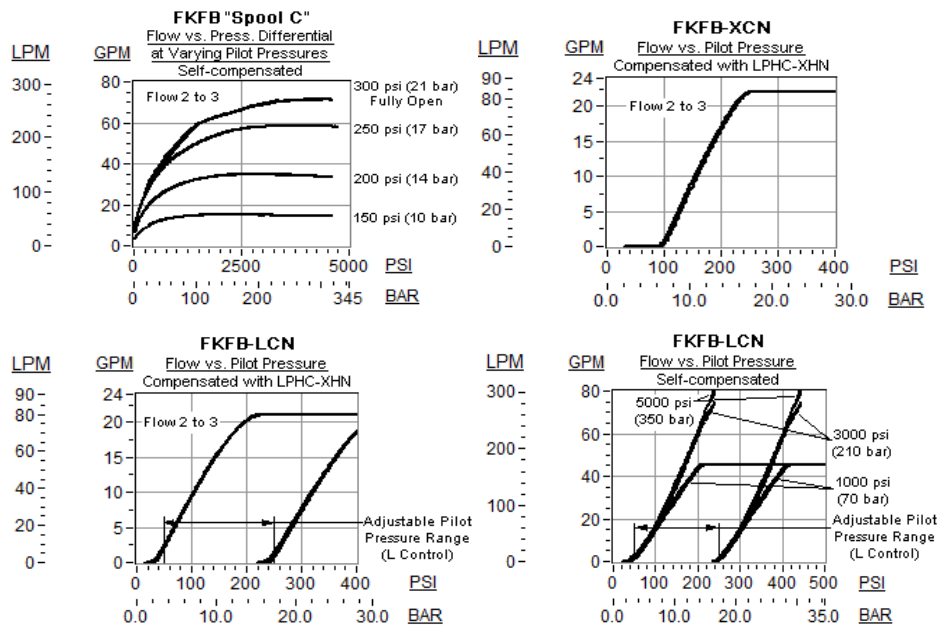 FKFB "Spool C"
Flow vs. Press. Differential
at Varying Pilot Pressures
Self-compensated
LPM
GPM
300
200
100
0
80
60
40
20
0
Flow 2 to 3
300 psi (21 bar)
Fully Open
250 psi (17 bar)
200 psi (14 bar)
150 psi (10 bar)
0 2500 5000 PSI
0 100 200 345 BAR
FKFB-XCN
Flow vs. Pilot Pressure
Compensated with LPHC-XHN
LPM
GPM
90
80
60
40
20
0
24
22
15
10
5
0
Flow 2 to 3
0 100 200 300 400 PSI
0.0 10.0 20.0 30.0 BAR
FKFB-LCN
Flow vs. Pilot Pressure
Compensated with LPHC-XHN
LPM
GPM
90
80
60
40
20
0
24
20
15
10
5
0
Flow 2 to 3
Adjustable Pilot
Pressure Range
(L Control)
0 100 200 300 400 PSI
0.0 10.0 20.0 30.0 BAR
FKFB-LCN
Flow vs. Pilot Pressure
Self-compensated
LPM
GPM
300
200
100
0
80
60
40
20
0
5000 psi
(350 bar)
3000 psi
(210 bar)
1000 psi
(70 bar)
Adjustable Pilot
Pressure Range
(L Control)
0 100 200 300 400 500 PSI
0.0 10.0 20.0 35.0 BAR